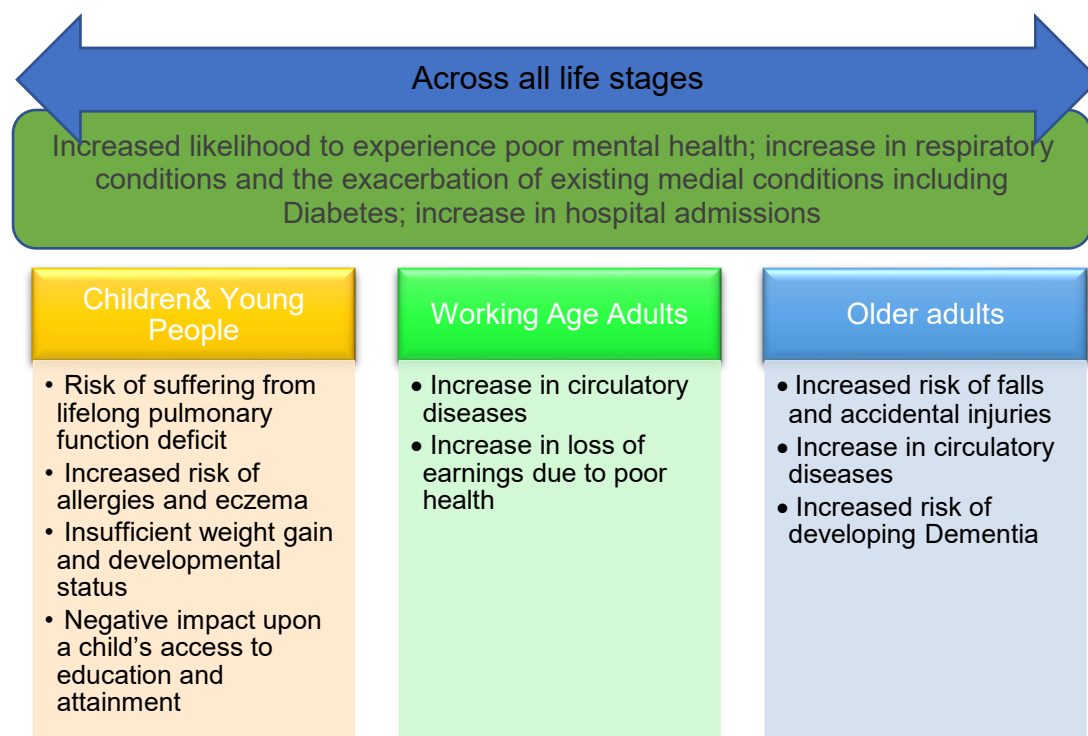 Across all life stages
Increased likelihood to experience poor mental health; increase in respiratory
conditions and the exacerbation of existing medial conditions including
Diabetes; increase in hospital admissions
Children& Young
People
• Risk of suffering from
lifelong pulmonary
function deficit
• Increased risk of
allergies and eczema
• Insufficient weight gain
and developmental
status
• Negative impact upon
a child’s access to
education and
attainment
Working Age Adults
• Increase in circulatory
diseases
• Increase in loss of
earnings due to poor
health
Older adults
• Increased risk of falls
and accidental injuries
• Increase in circulatory
diseases
• Increased risk of
developing Dementia